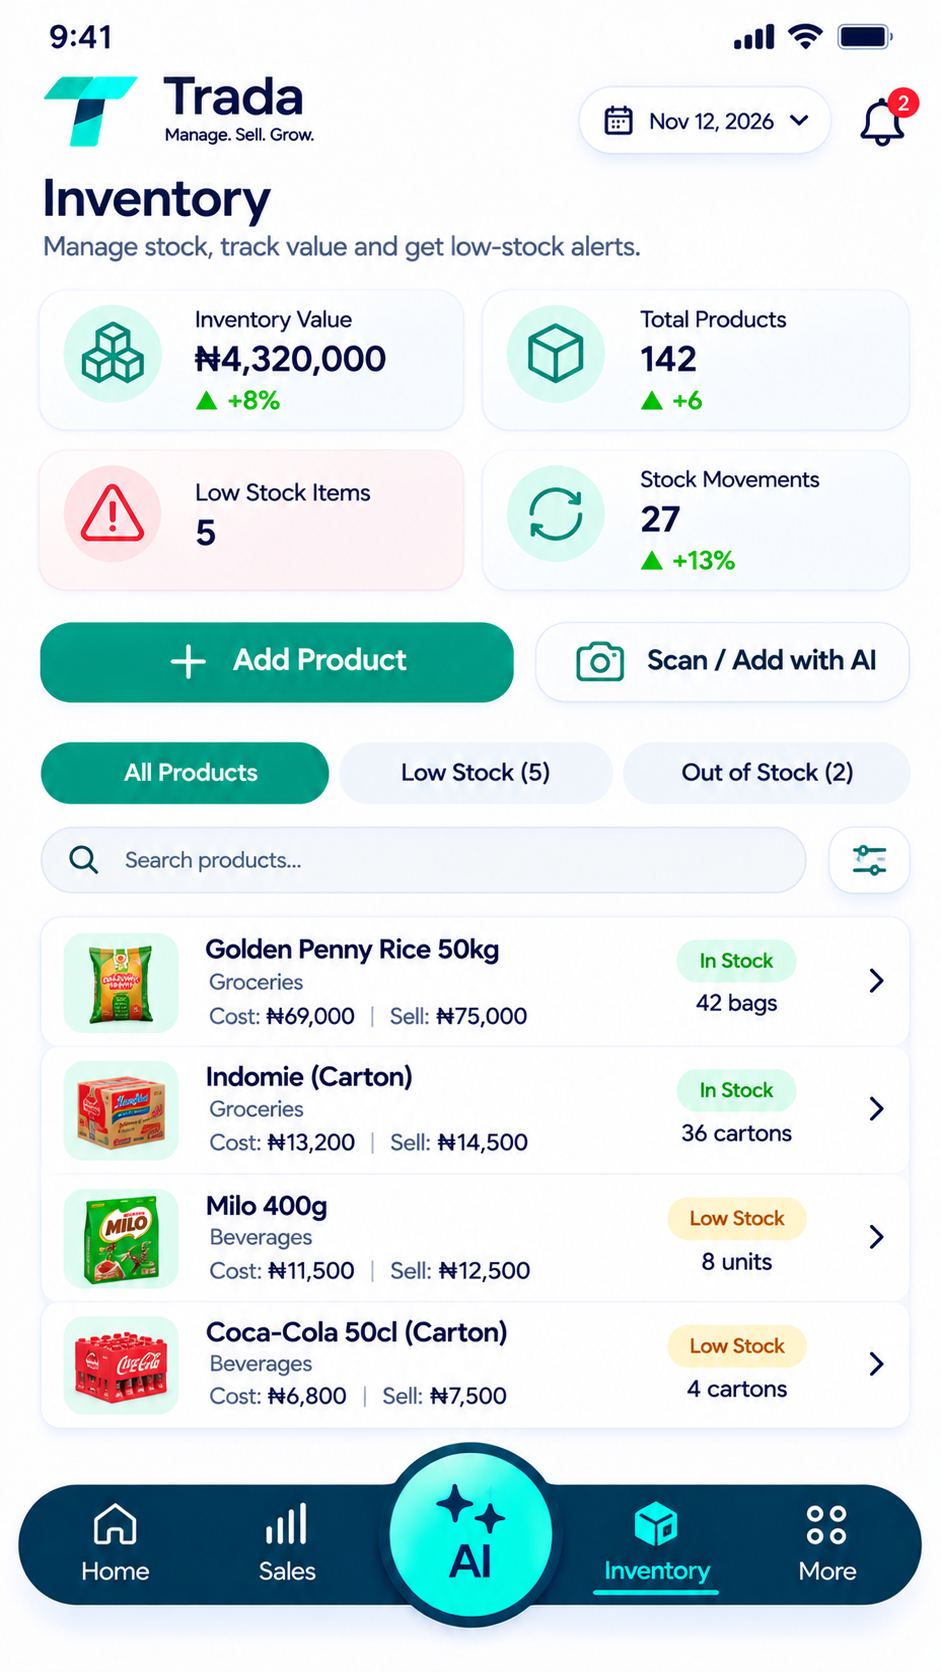 9:41
Trada
Manage. Sell. Grow.
Nov 12, 2026
2
Inventory
Manage stock, track value and get low-stock alerts.
Inventory Value
₦4,320,000
▲ +8%
Total Products
142
▲ +6
Low Stock Items
5
Stock Movements
27
▲ +13%
+ Add Product
Scan / Add with AI
All Products
Low Stock (5)
Out of Stock (2)
Search products...
Golden Penny Rice 50kg
Groceries
Cost: ₦69,000 | Sell: ₦75,000
In Stock
42 bags
Indomie (Carton)
Groceries
Cost: ₦13,200 | Sell: ₦14,500
In Stock
36 cartons
MILO
Milo 400g
Beverages
Cost: ₦11,500 | Sell: ₦12,500
Low Stock
8 units
Coca-Cola 50cl (Carton)
Beverages
Cost: ₦6,800 | Sell: ₦7,500
Low Stock
4 cartons
Home
Sales
AI
Inventory
More